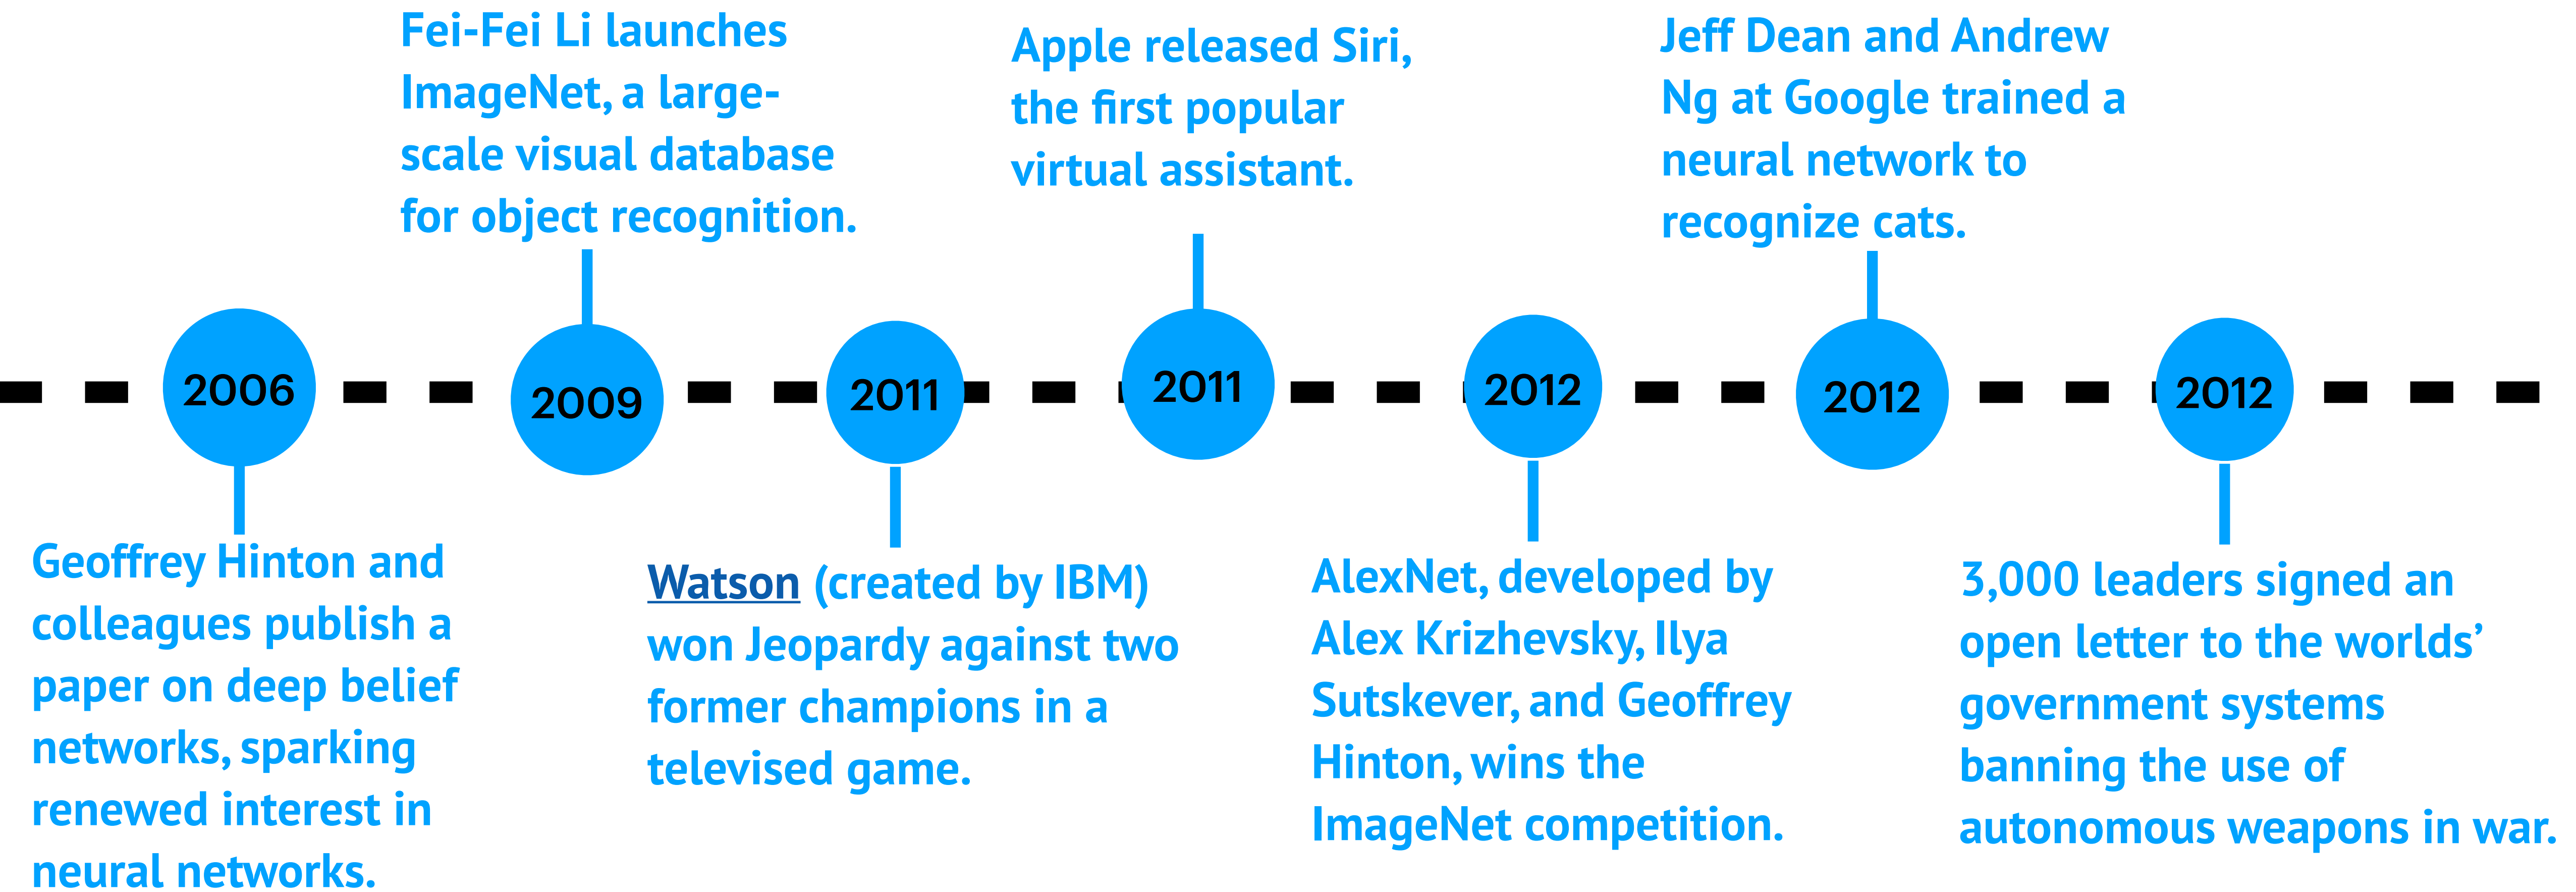 Fei-Fei Li launches
ImageNet, a large-
scale visual database
for object recognition.
Apple released Siri,
the first popular
virtual assistant.
Jeff Dean and Andrew
Ng at Google trained a
neural network to
recognize cats.
2006
2009
2011
2011
2012
2012
2012
Geoffrey Hinton and
colleagues publish a
paper on deep belief
networks, sparking
renewed interest in
neural networks.
Watson (created by IBM)
won Jeopardy against two
former champions in a
televised game.
AlexNet, developed by
Alex Krizhevsky, Ilya
Sutskever, and Geoffrey
Hinton, wins the
ImageNet competition.
3,000 leaders signed an
open letter to the worlds’
government systems
banning the use of
autonomous weapons in war.